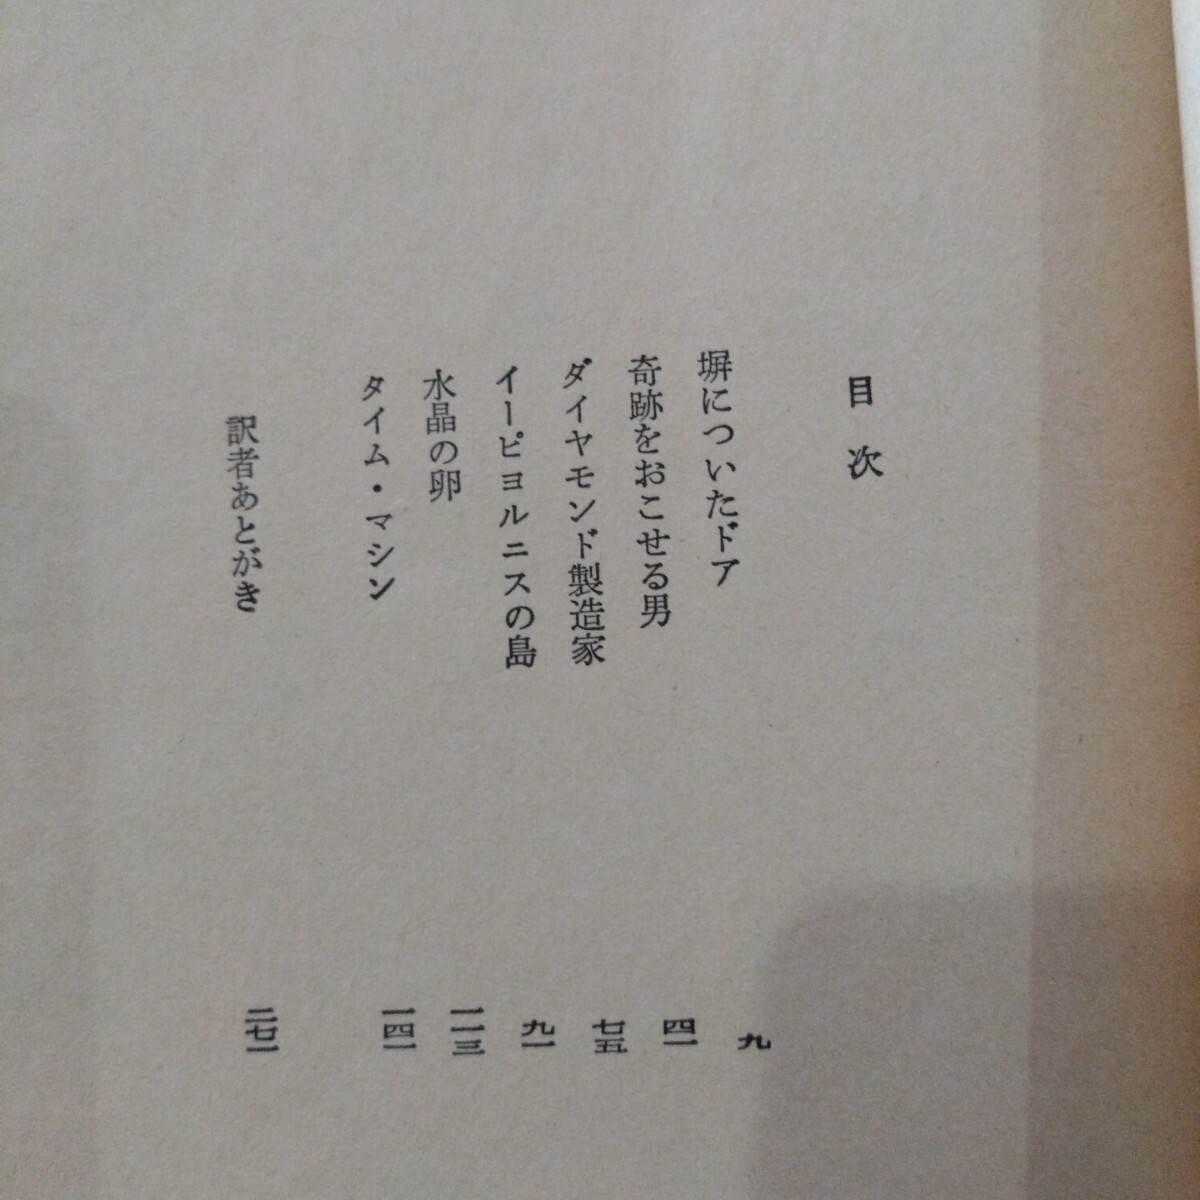 目次
塀についたドア 九
奇跡をおこせる男 四一
ダイヤモンド製造家 七五
イーピヨルニスの島 九一
水晶の卵 一一三
タイム・マシン 一四一
訳者あとがき 二七一